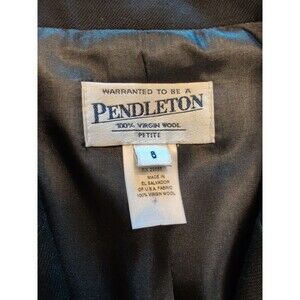 WARRANTED TO BE A
PENDLETON
100% VIRGIN WOOL
PETITE
8
MADE IN
EL SALVADOR
OF U.S.A. FABRIC
100% VIRGIN WOOL